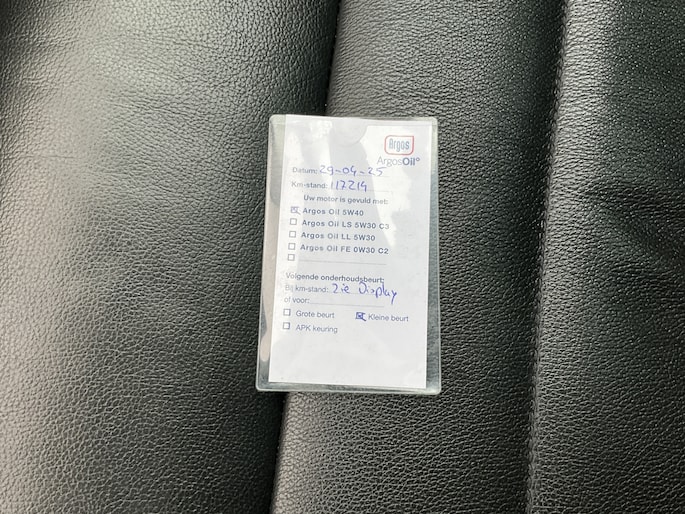 Argos
ArgosOil
Datum: 29-04-25
Km-stand: 117214
Uw motor is gevuld met:
Argos Oil 5W40
Argos Oil LS 5W30 C3
Argos Oil LL 5W30
Argos Oil FE 0W30 C2
Volgende onderhoudsbeurt:
Bij km-stand: Zie Display
of voor:
Grote beurt Kleine beurt
APK keuring